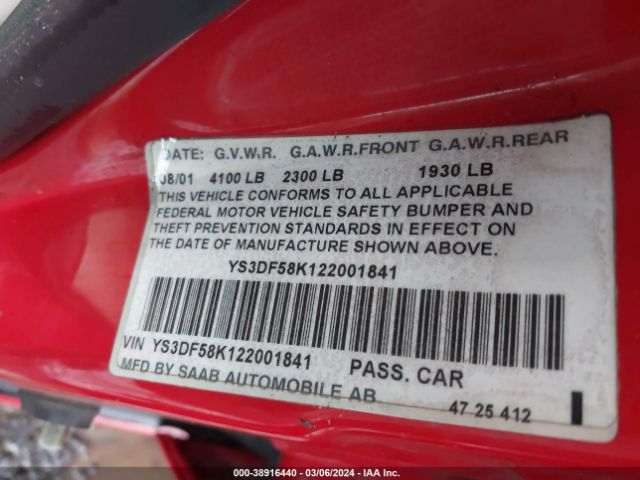 DATE: G.V.W.R. G.A.W.R.FRONT G.A.W.R.REAR
08/01 4100 LB 2300 LB 1930 LB
THIS VEHICLE CONFORMS TO ALL APPLICABLE
FEDERAL MOTOR VEHICLE SAFETY BUMPER AND
THEFT PREVENTION STANDARDS IN EFFECT ON
THE DATE OF MANUFACTURE SHOWN ABOVE.
YS3DF58K122001841
VIN YS3DF58K122001841 PASS. CAR
MFD BY SAAB AUTOMOBILE AB
47 25 412
000-38916440 - 03/06/2024 - IAA Inc.